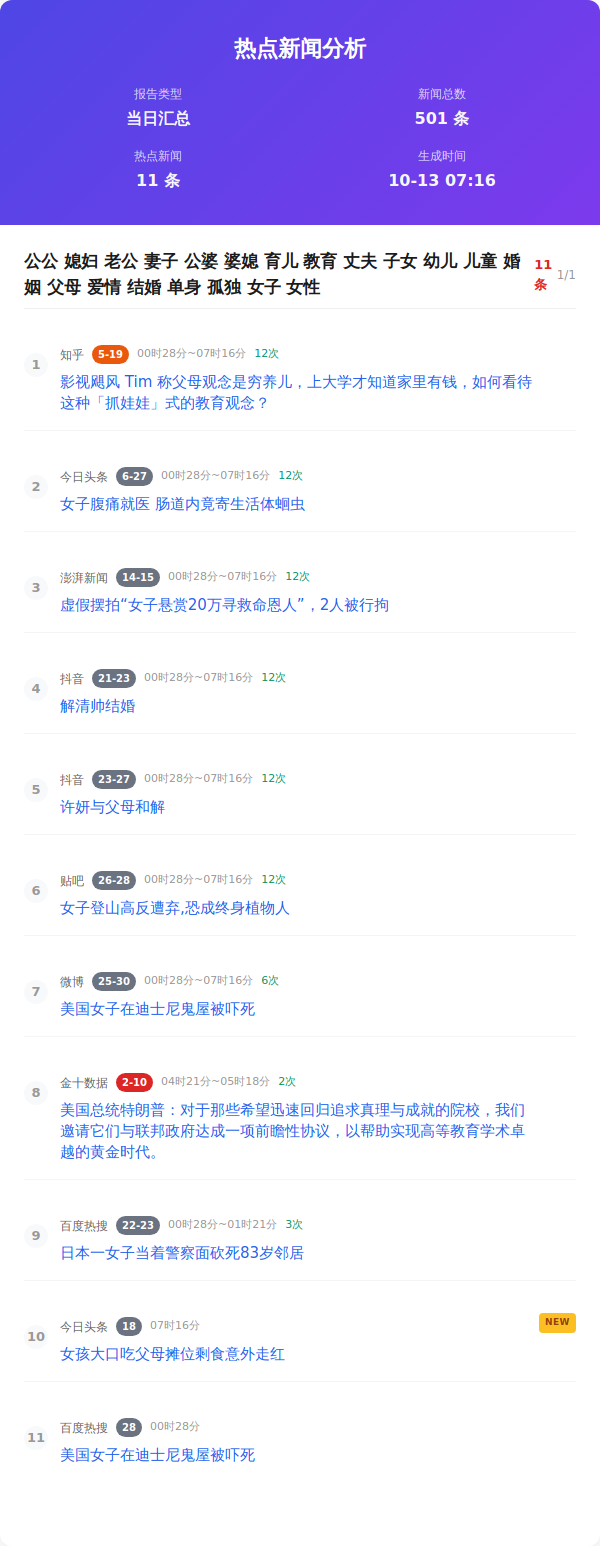 热点新闻分析
报告类型
新闻总数
当日汇总
501 条
热点新闻
生成时间
11 条
10-13 07:16
公公 媳妇 老公 妻子 公婆 婆媳 育儿 教育 丈夫 子女 幼儿 儿童 婚
姻 父母 爱情 结婚 单身 孤独 女子 女性
11
条
1/1
1
知乎 5-19 00时28分~07时16分 12次
影视飓风 Tim 称父母观念是穷养儿，上大学才知道家里有钱，如何看待
这种「抓娃娃」式的教育观念？
2
今日头条 6-27 00时28分~07时16分 12次
女子腹痛就医 肠道内竟寄生活体蛔虫
3
澎湃新闻 14-15 00时28分~07时16分 12次
虚假摆拍“女子悬赏20万寻救命恩人”，2人被行拘
4
抖音 21-23 00时28分~07时16分 12次
解清帅结婚
5
抖音 23-27 00时28分~07时16分 12次
许妍与父母和解
6
贴吧 26-28 00时28分~07时16分 12次
女子登山高反遭弃,恐成终身植物人
7
微博 25-30 00时28分~07时16分 6次
美国女子在迪士尼鬼屋被吓死
8
金十数据 2-10 04时21分~05时18分 2次
美国总统特朗普：对于那些希望迅速回归追求真理与成就的院校，我们
邀请它们与联邦政府达成一项前瞻性协议，以帮助实现高等教育学术卓
越的黄金时代。
9
百度热搜 22-23 00时28分~01时21分 3次
日本一女子当着警察面砍死83岁邻居
10
今日头条 18 07时16分
NEW
女孩大口吃父母摊位剩食意外走红
11
百度热搜 28 00时28分
美国女子在迪士尼鬼屋被吓死